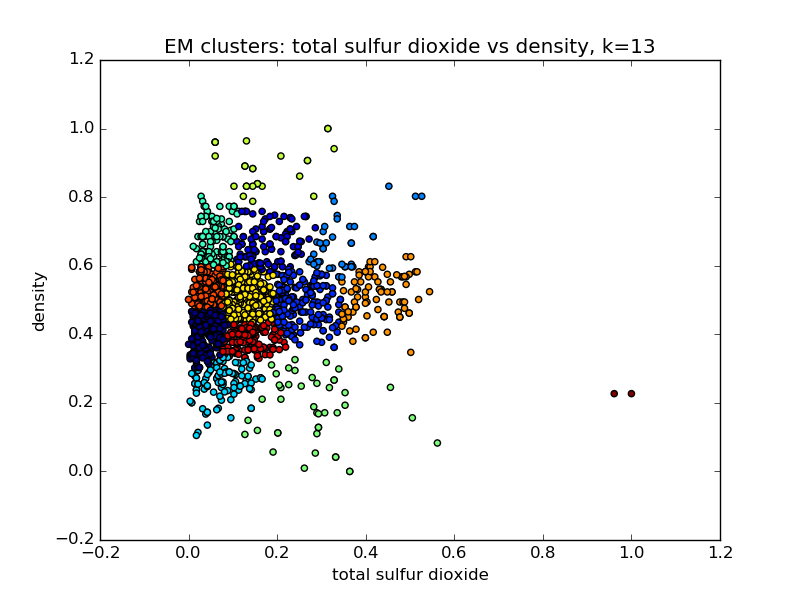 EM clusters: total sulfur dioxide vs density, k=13
1.2
1.0
0.8
0.6
0.4
0.2
0.0
−0.2
density
−0.2 0.0 0.2 0.4 0.6 0.8 1.0 1.2
total sulfur dioxide